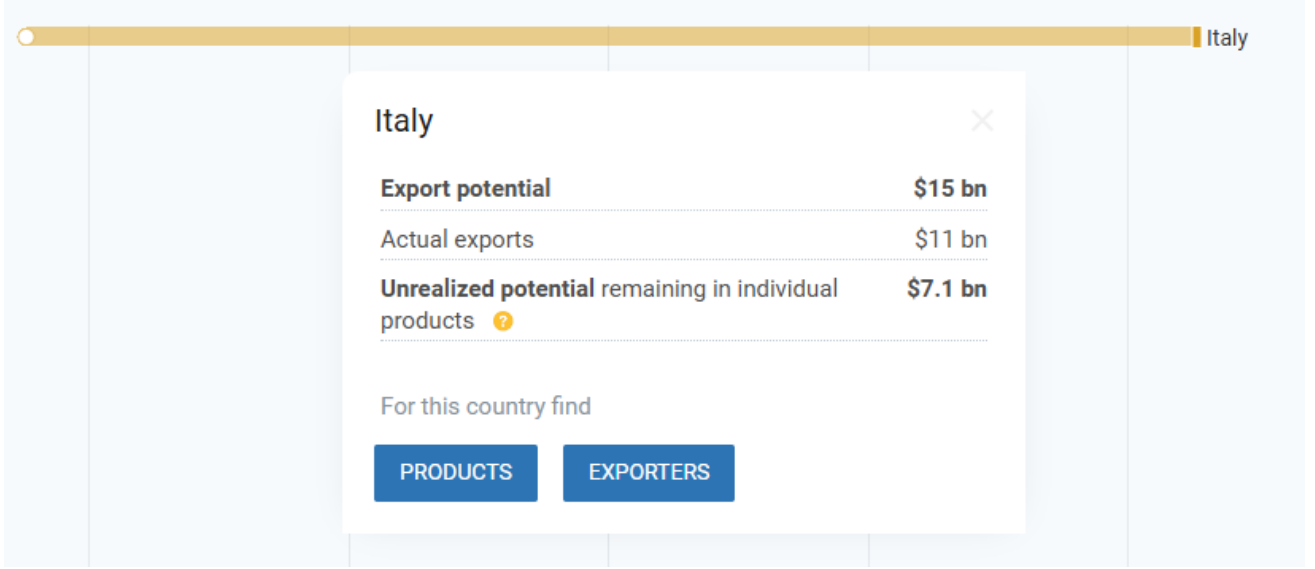 Italy
Italy
Export potential $15 bn
Actual exports $11 bn
Unrealized potential remaining in individual $7.1 bn
products ?
For this country find
PRODUCTS EXPORTERS